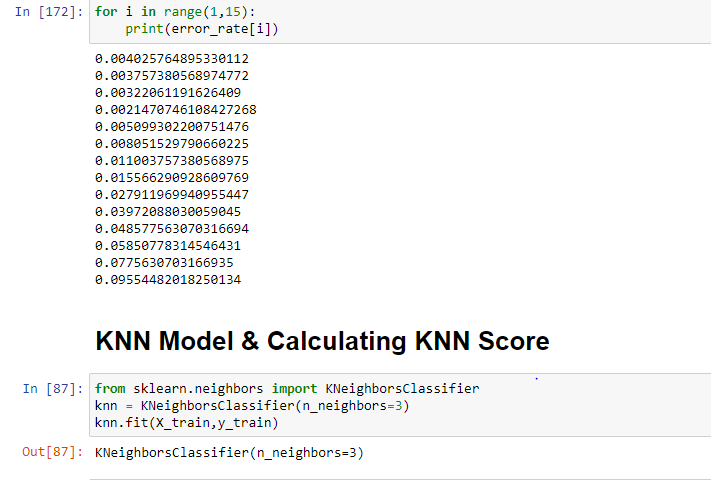 In [172]: for i in range(1,15):
print(error_rate[i])
0.004025764895330112
0.003757380568974772
0.00322061191626409
0.0021470746108427268
0.005099302200751476
0.008051529790660225
0.011003757380568975
0.015566290928609769
0.027911969940955447
0.03972088030059045
0.048577563070316694
0.05850778314546431
0.0775630703166935
0.09554482018250134
KNN Model & Calculating KNN Score
In [87]: from sklearn.neighbors import KNeighborsClassifier
knn = KNeighborsClassifier(n_neighbors=3)
knn.fit(X_train,y_train)
Out[87]: KNeighborsClassifier(n_neighbors=3)